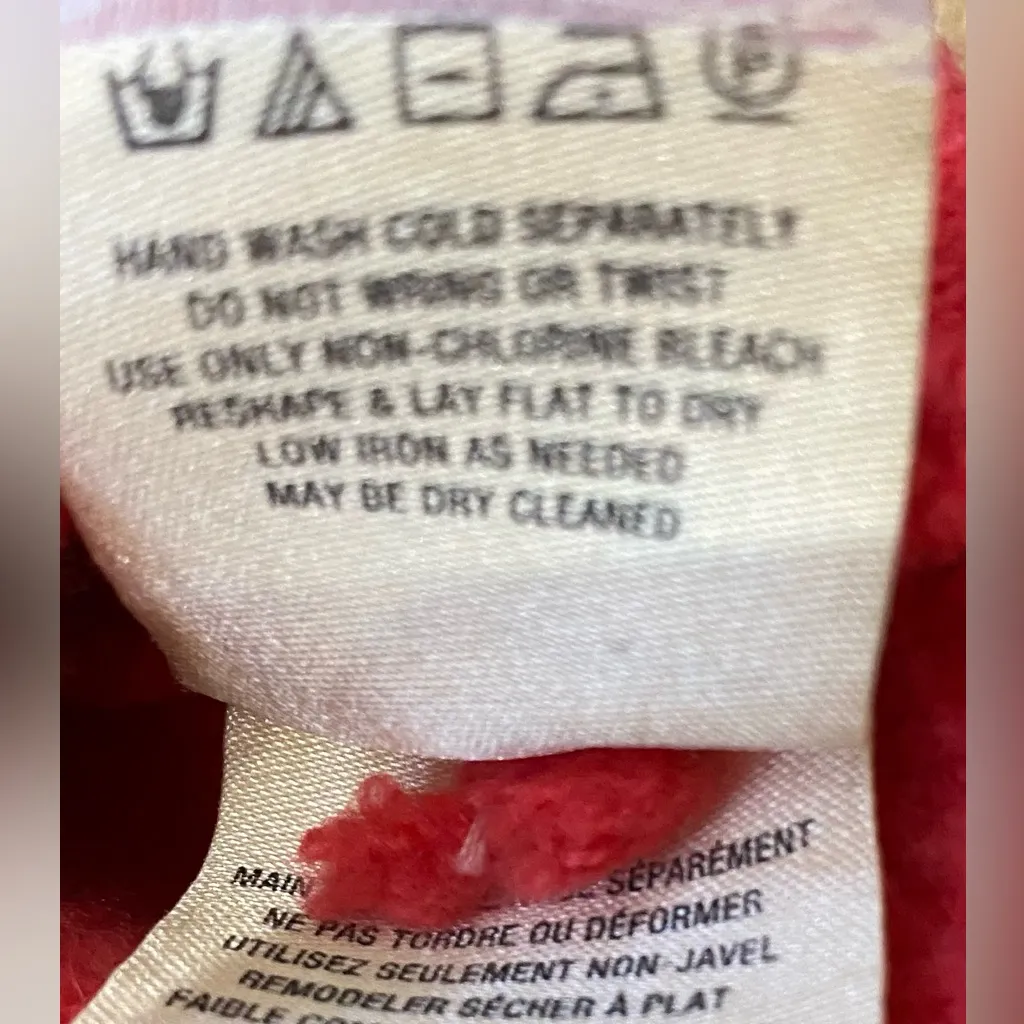 HAND WASH COLD SEPARATELY
DO NOT WRING OR TWIST
USE ONLY NON-CHLORINE BLEACH
RESHAPE & LAY FLAT TO DRY
LOW IRON AS NEEDED
MAY BE DRY CLEANED
SÉPARÉMENT
NE PAS TORDRE OU DÉFORMER
UTILISEZ SEULEMENT NON JAVEL
REMODELER SÉCHER À PLAT
FAIBLE